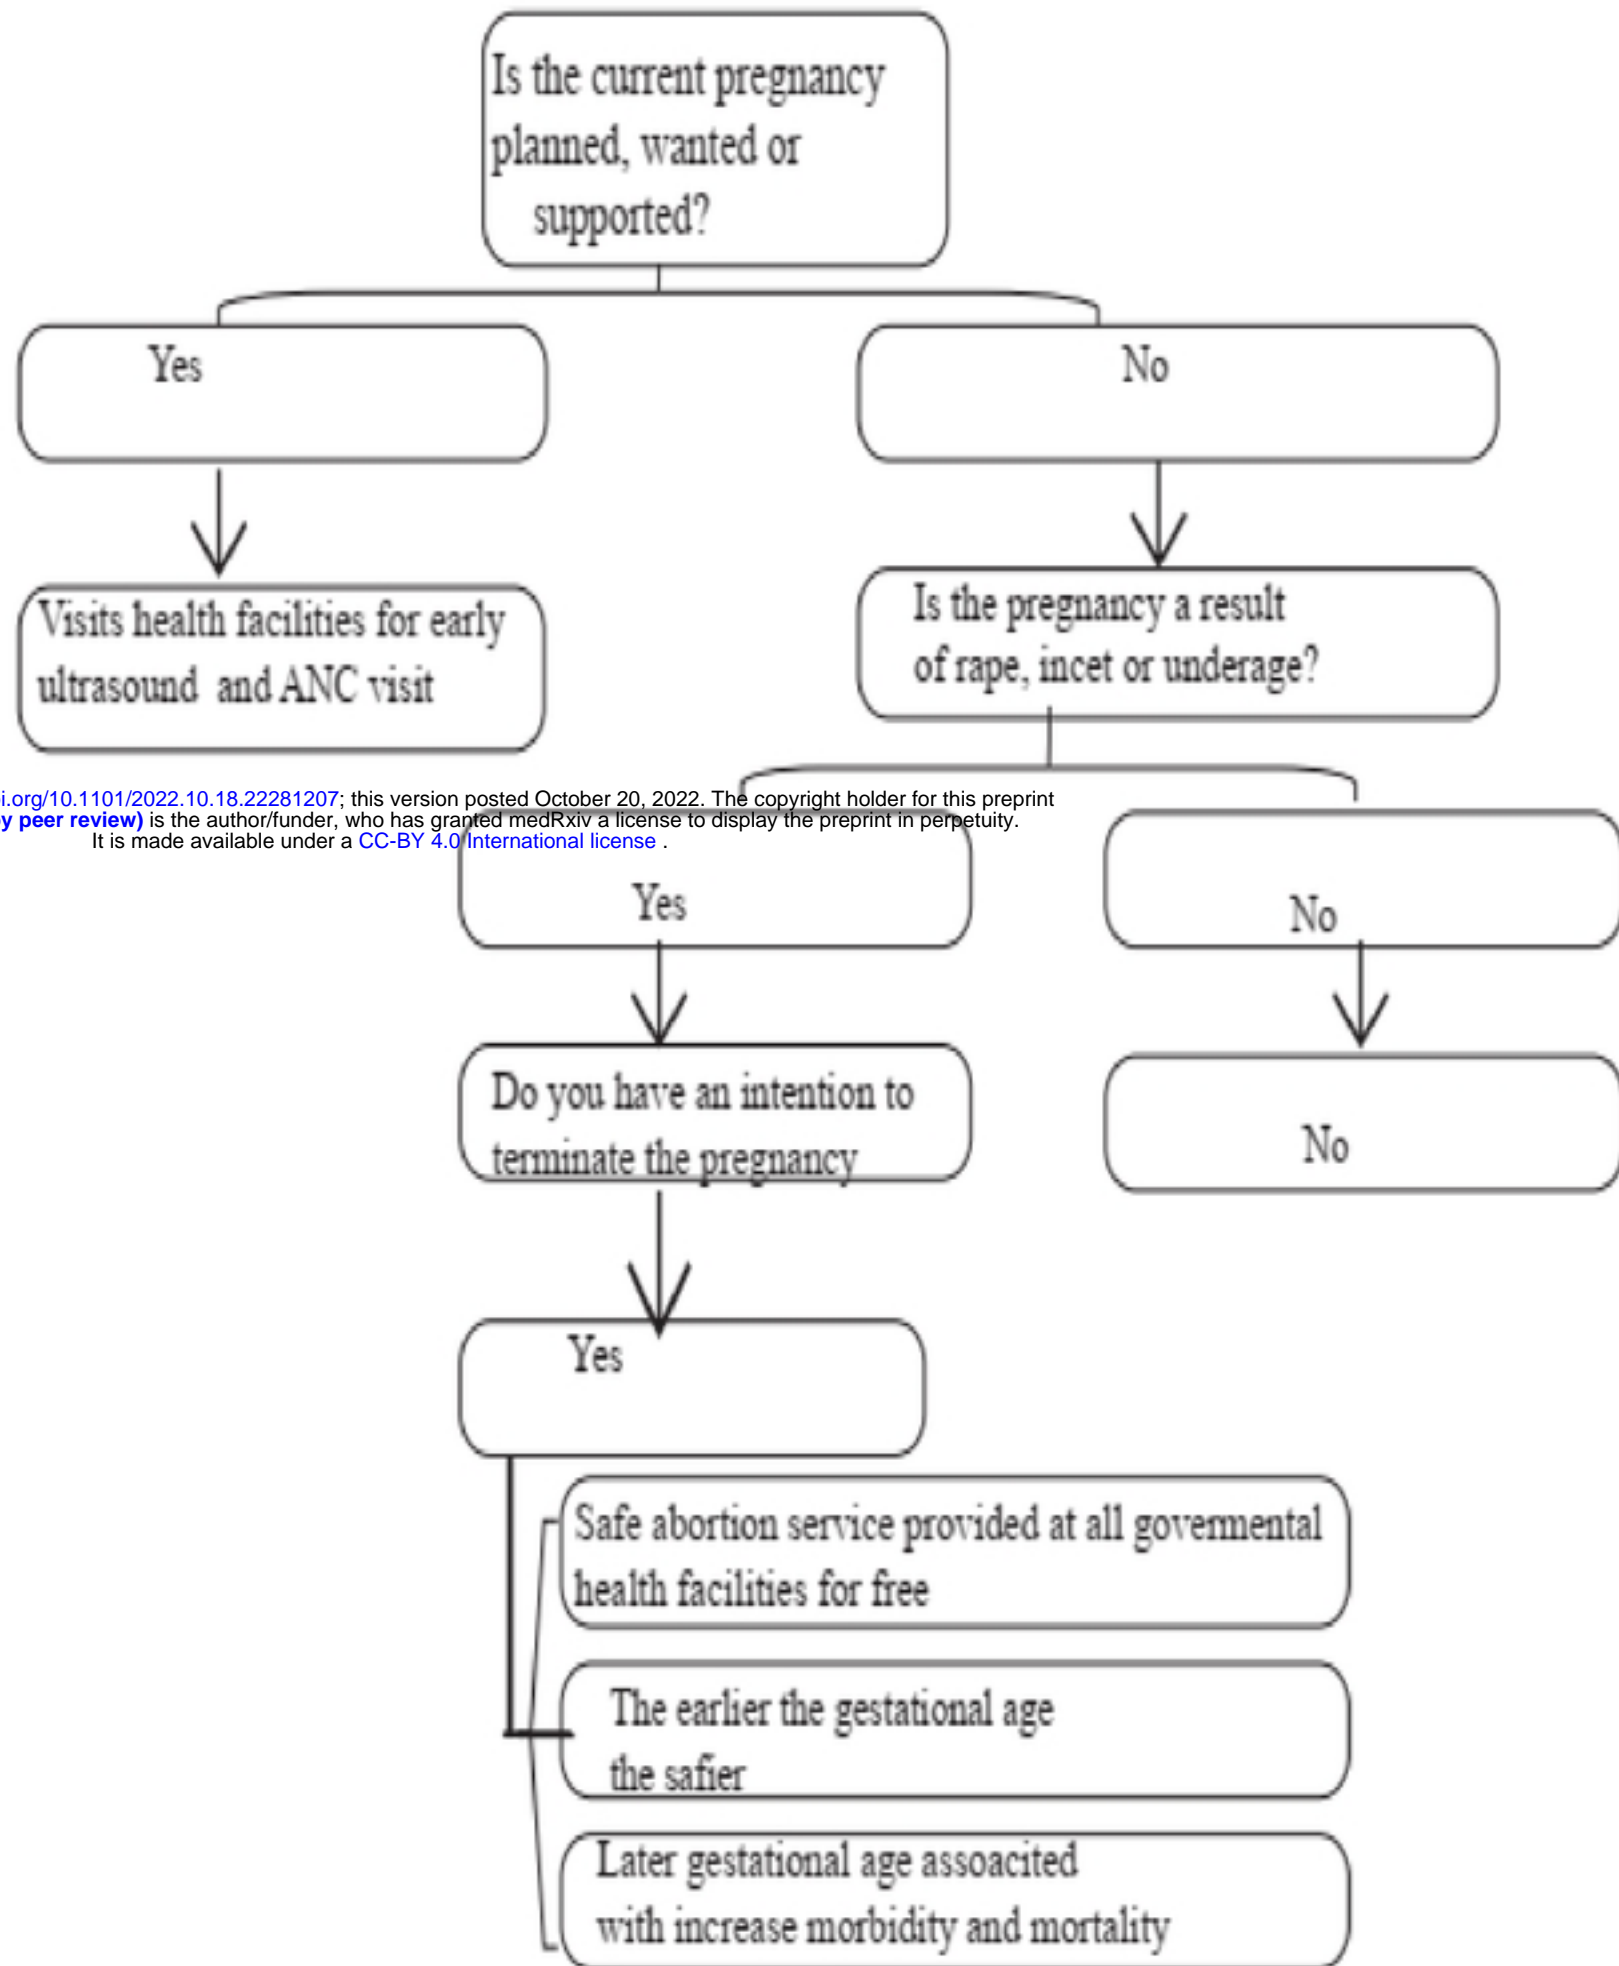 Is the current pregnancy
planned, wanted or
supported?
Yes
No
Visits health facilities for early
ultrasound and ANC visit
Is the pregnancy a result
of rape, incet or underage?
i.org/10.1101/2022.10.18.22281207; this version posted October 20, 2022. The copyright holder for this preprint
y peer review) is the author/funder, who has granted medRxiv a license to display the preprint in perpetuity.
It is made available under a CC-BY 4.0 International license .
Yes
No
Do you have an intention to
terminate the pregnancy
No
Yes
Safe abortion service provided at all govermental
health facilities for free
The earlier the gestational age
the safier
Later gestational age assoacited
with increase morbidity and mortality